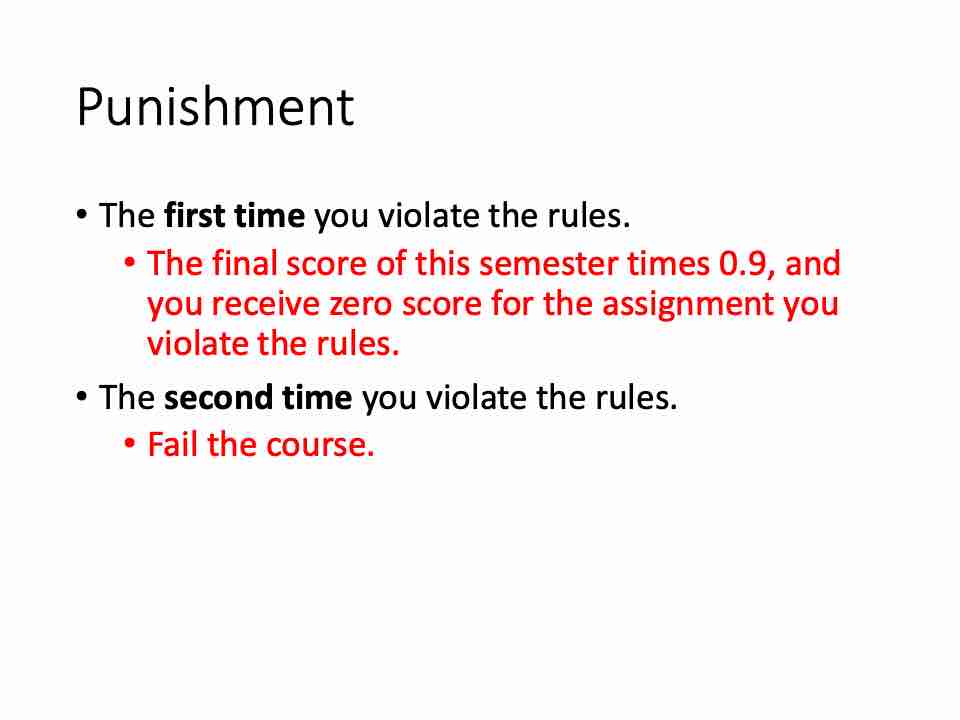 Punishment
• The first time you violate the rules.
• The final score of this semester times 0.9, and
you receive zero score for the assignment you
violate the rules.
• The second time you violate the rules.
• Fail the course.